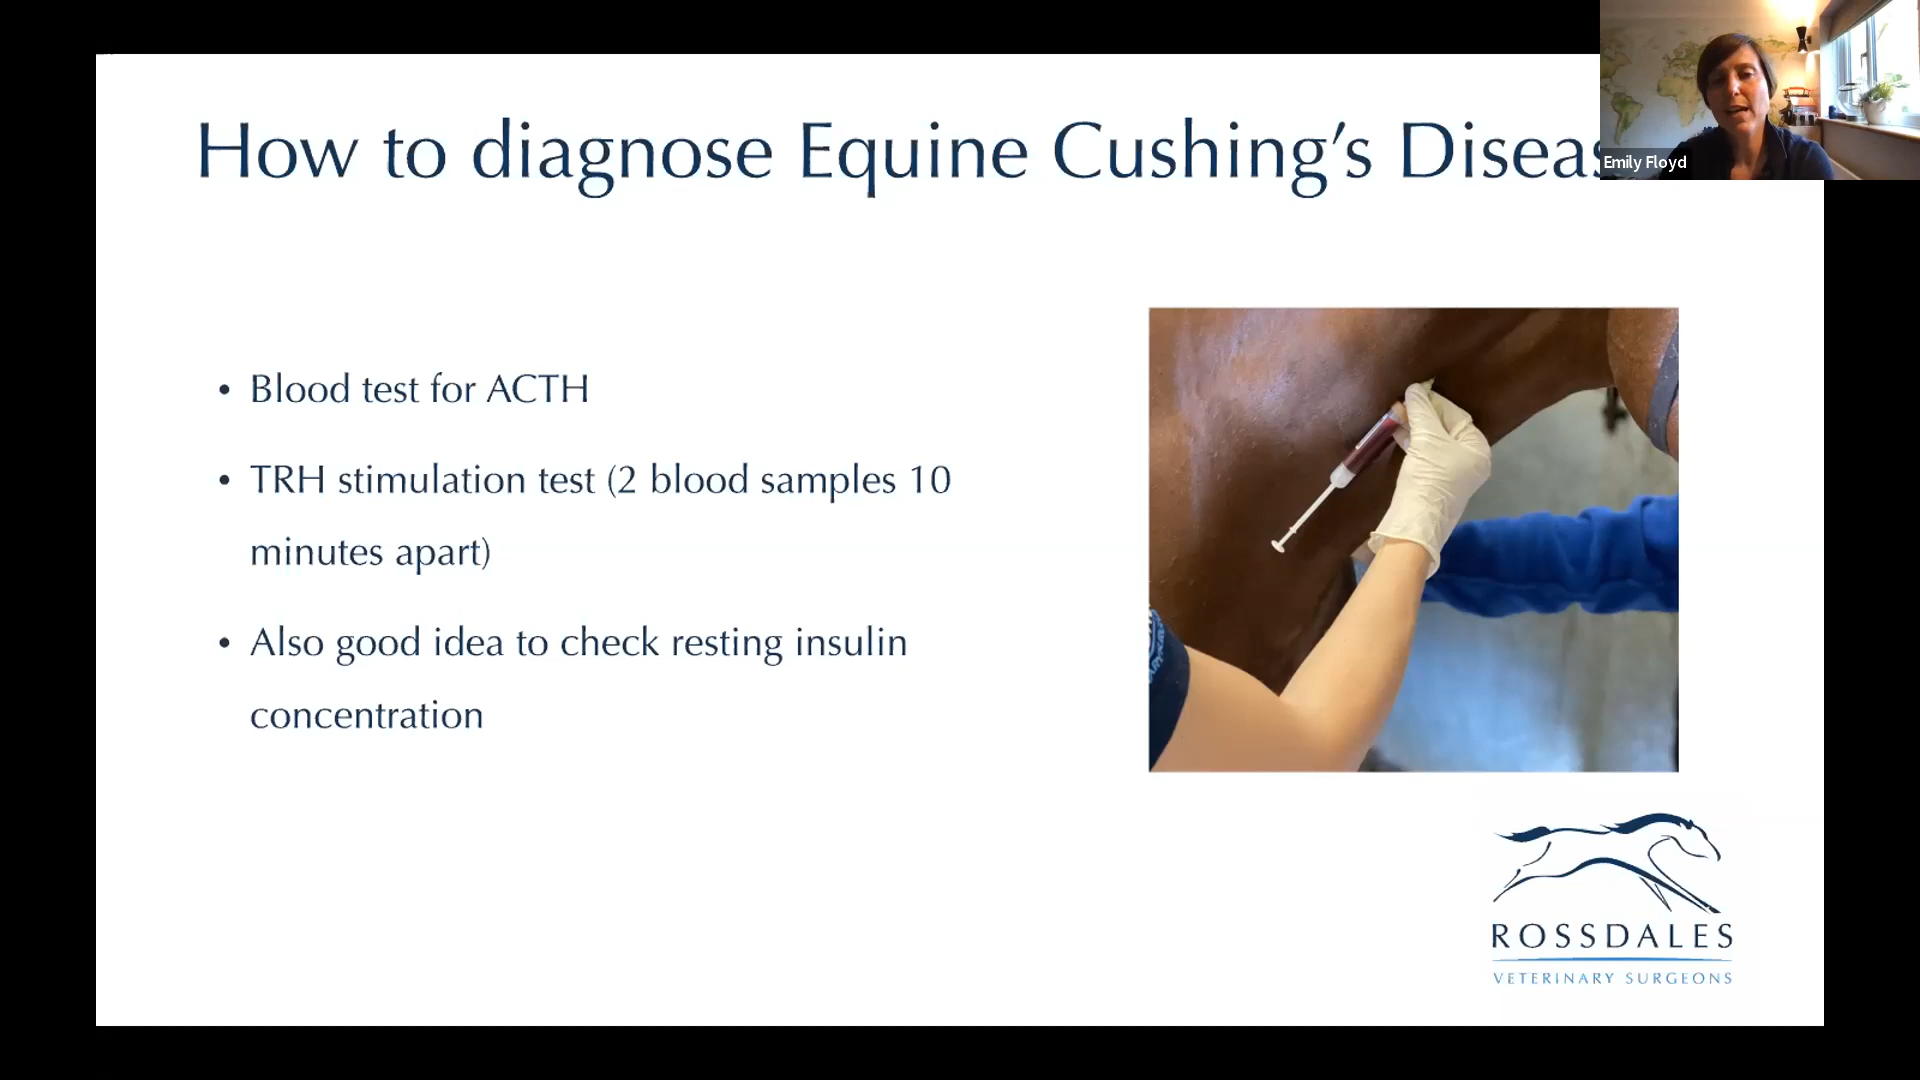 How to diagnose Equine Cushing's
Emily Floyd
• Blood test for ACTH
• TRH stimulation test (2 blood samples 10
minutes apart)
• Also good idea to check resting insulin
concentration
ROSSDALES
VETERINARY SURGEONS